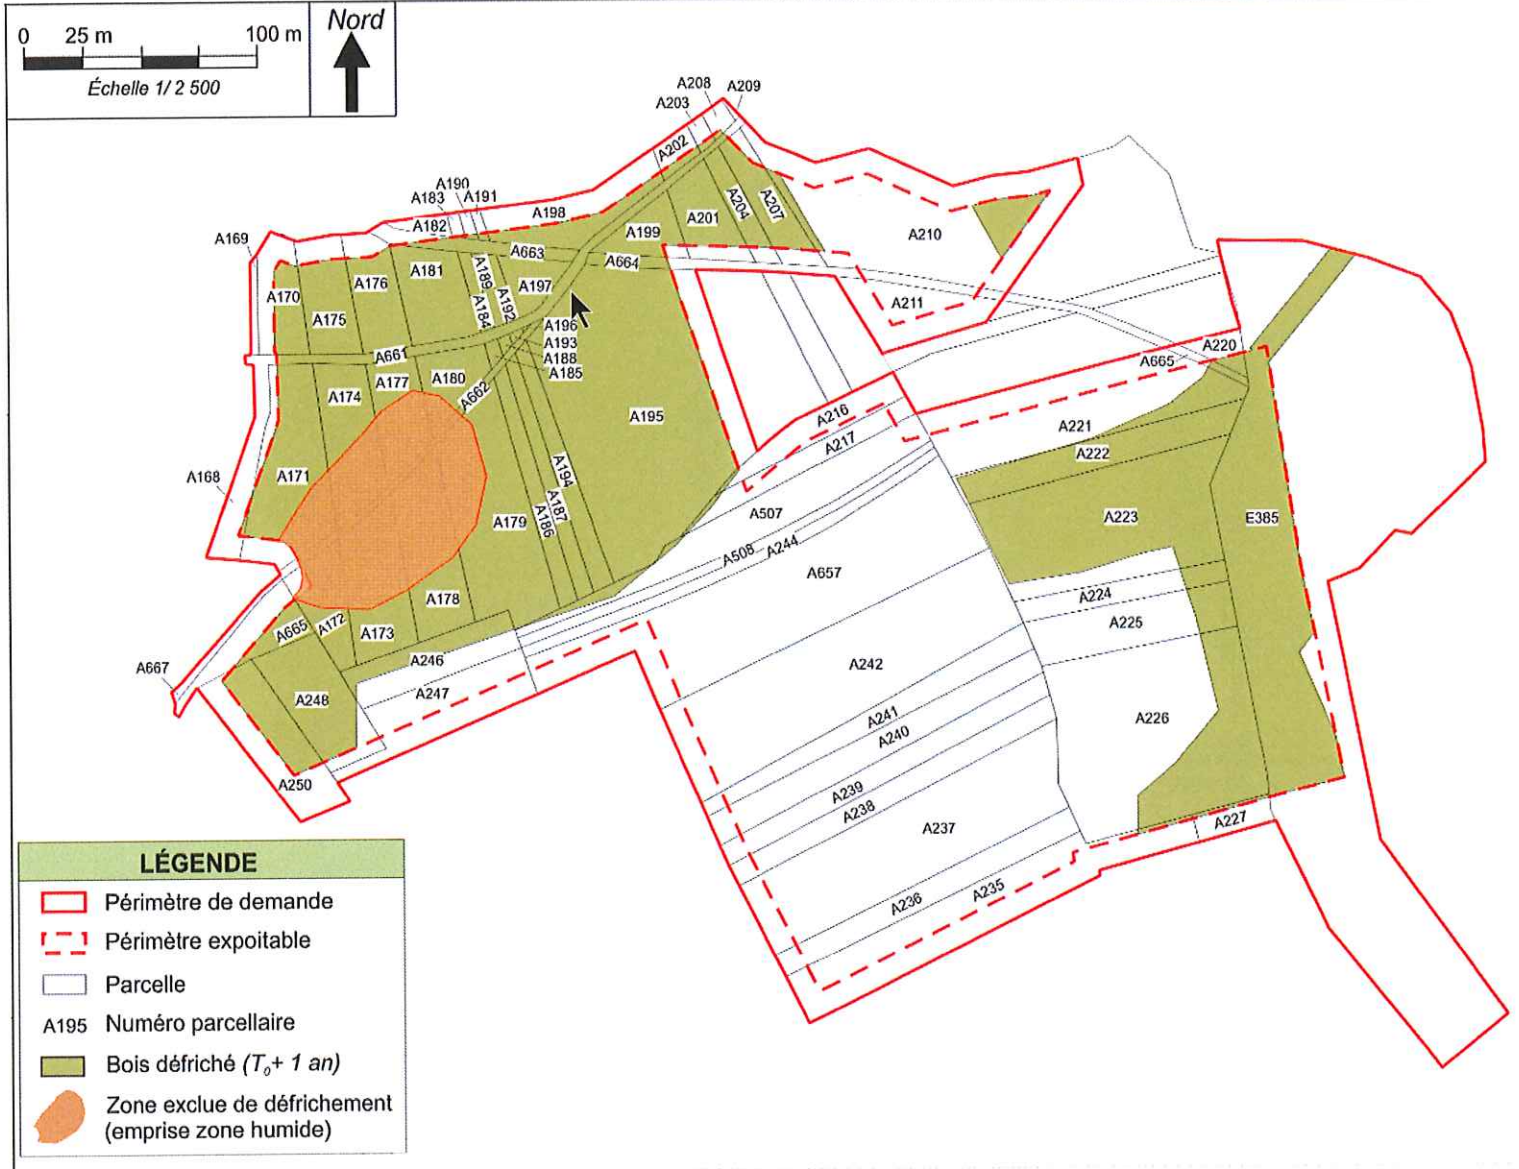 0 25 m 100 m
Échelle 1/ 2 500
Nord
A208
A209
A203
A202
A190
A183
A191
A182
A198
A169
A663
A199
A201
A204
A207
A210
A664
A170
A176
A181
A189
A197
A175
A184
A192
A211
A661
A196
A193
A188
A185
A220
A665
A174
A177
A180
A662
A195
A216
A217
A221
A222
A168
A171
A194
A187
A186
A179
A507
A223
E385
A508
A244
A657
A178
A224
A225
A665
A172
A173
A667
A246
A247
A242
A248
A241
A240
A226
A250
A239
A238
A237
A227
A236
A235
LÉGENDE
Périmètre de demande
Périmètre expoitable
Parcelle
A195 Numéro parcellaire
Bois défriché (T₀+ 1 an)
Zone exclue de défrichement
(emprise zone humide)